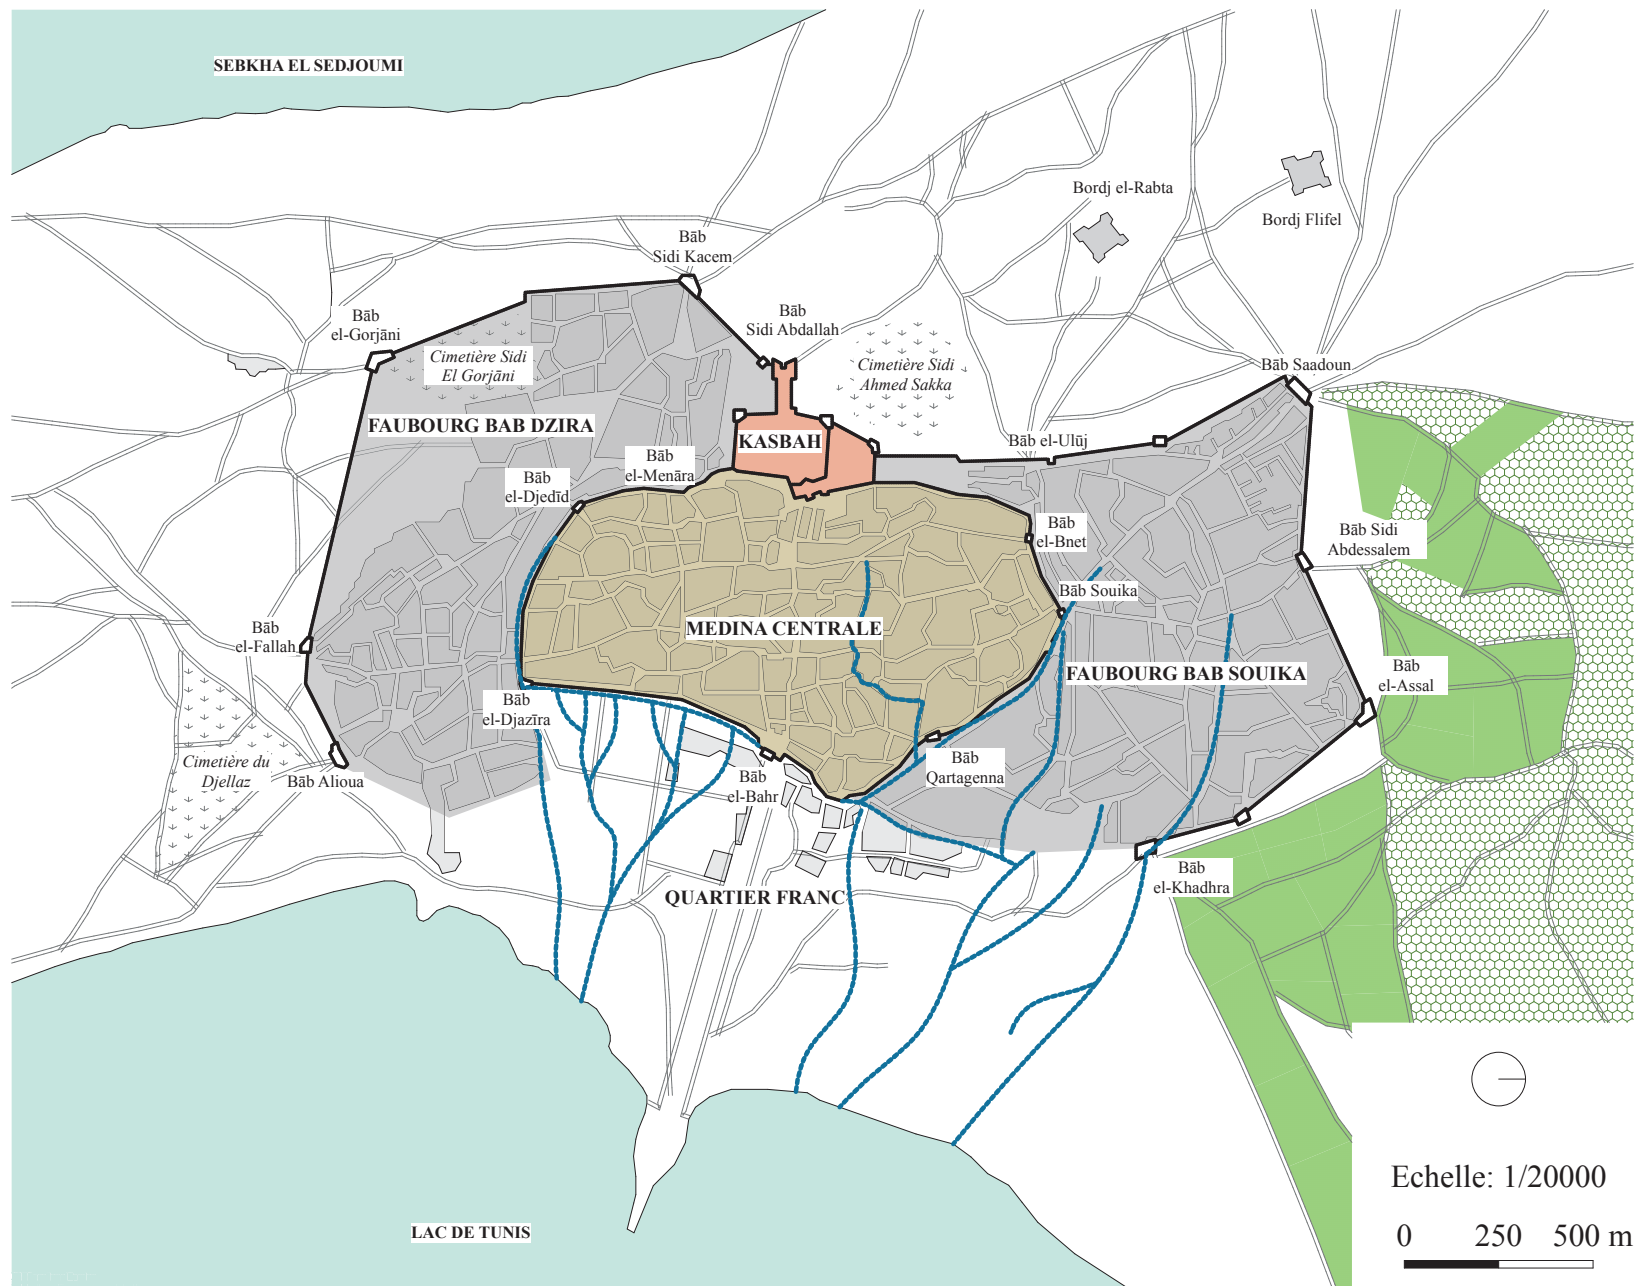 SEBKHA EL SEDJOUMI
Bordj el-Rabta
Bordj Flifel
Bāb
Sidi Kacem
Bāb
el-Gorjāni
Bāb
Sidi Abdallah
Cimetière Sidi
El Gorjāni
Cimetière Sidi
Ahmed Sakka
Bāb Saadoun
FAUBOURG BAB DZIRA
KASBAH
Bāb el-Ulūj
Bāb
el-Menāra
Bāb
el-Djedīd
Bāb
el-Bnet
Bāb Sidi
Abdessalem
Bāb Souika
Bāb
el-Fallah
MEDINA CENTRALE
FAUBOURG BAB SOUIKA
Bāb
el-Assal
Bāb
el-Djazīra
Cimetière du
Djellaz
Bāb Alioua
Bāb
el-Bahr
Bāb
Qartagenna
Bāb
el-Khadhra
QUARTIER FRANC
LAC DE TUNIS
Echelle: 1/20000
0 250 500 m